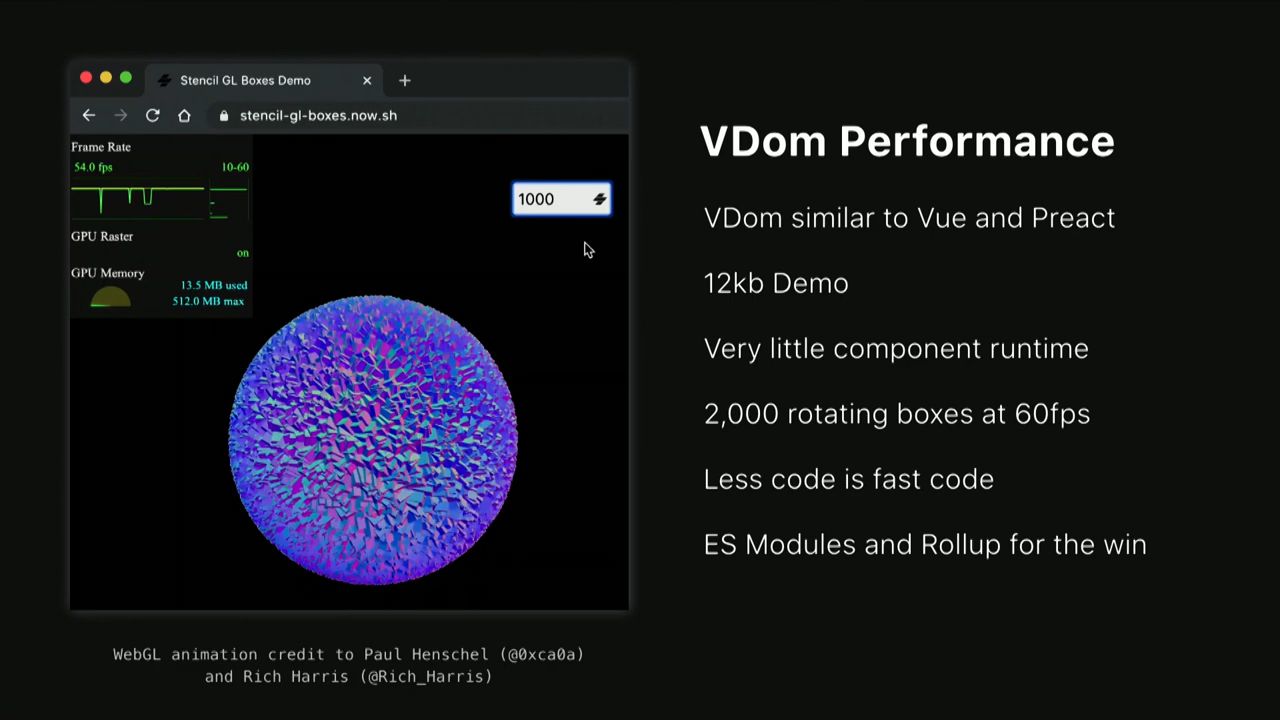 Stencil GL Boxes Demo
stencil-gl-boxes.now.sh
Frame Rate
54.0 fps 10-60
GPU Raster
on
GPU Memory
13.5 MB used
512.0 MB max
1000
WebGL animation credit to Paul Henschel (@0xca0a)
and Rich Harris (@Rich_Harris)
VDom Performance
VDom similar to Vue and Preact
12kb Demo
Very little component runtime
2,000 rotating boxes at 60fps
Less code is fast code
ES Modules and Rollup for the win